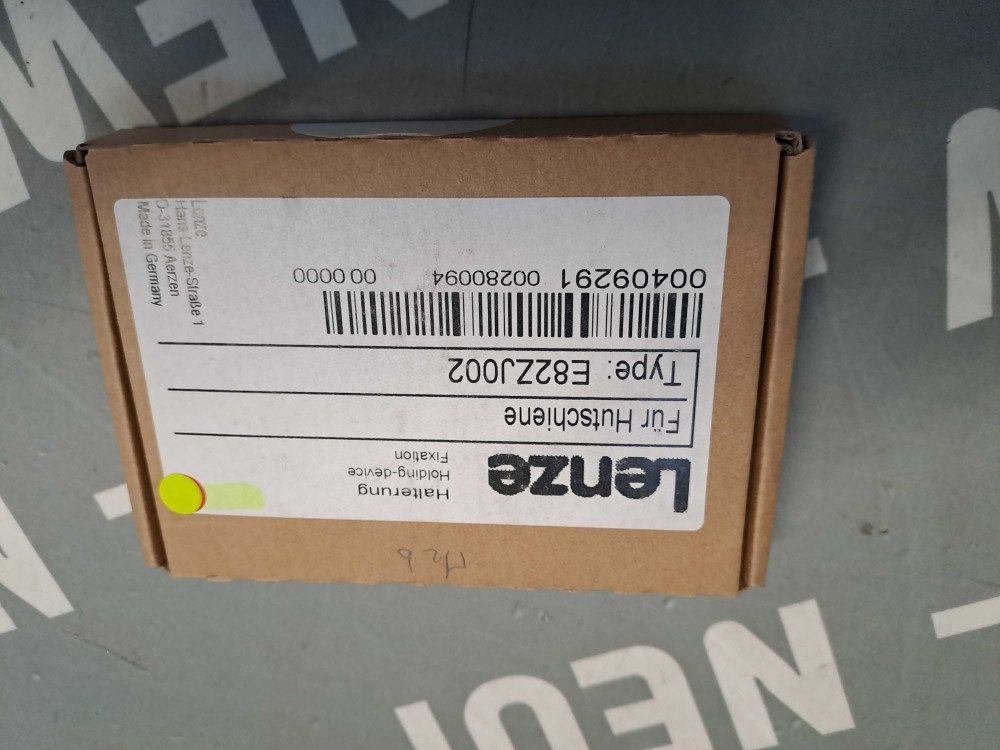 Lenze
Halterung
Holding-device
Fixation
Für Hutschiene
Type: E82ZJ002
00409291 00280094 00 0000
Lenze
Hans-Lenze-Straße 1
D-31855 Aerzen
Made in Germany
NEU!